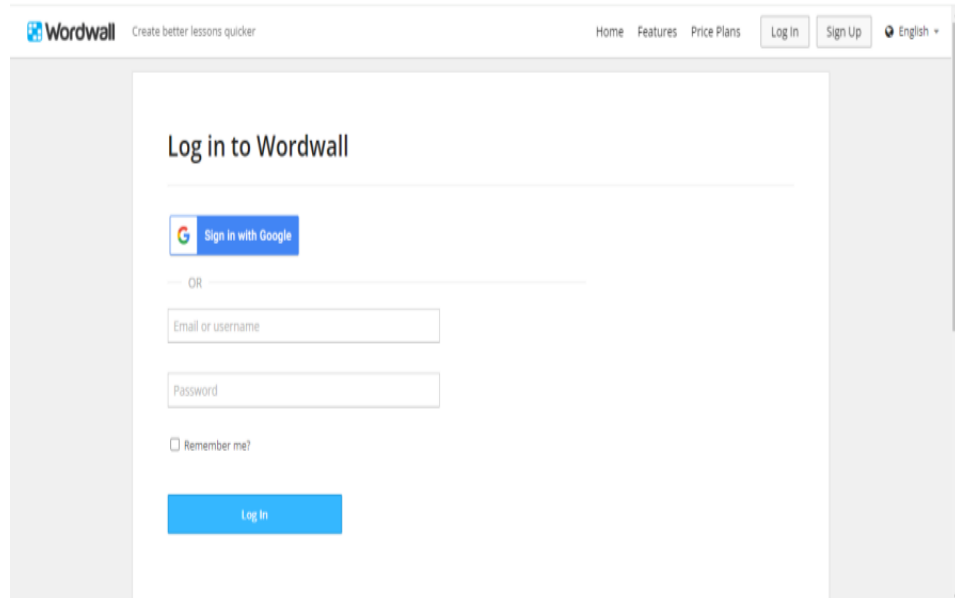 Wordwall Create better lessons quicker Home Features Price Plans Log In Sign Up English
Log in to Wordwall
G Sign in with Google
OR
Email or username
Password
Remember me?
Log In